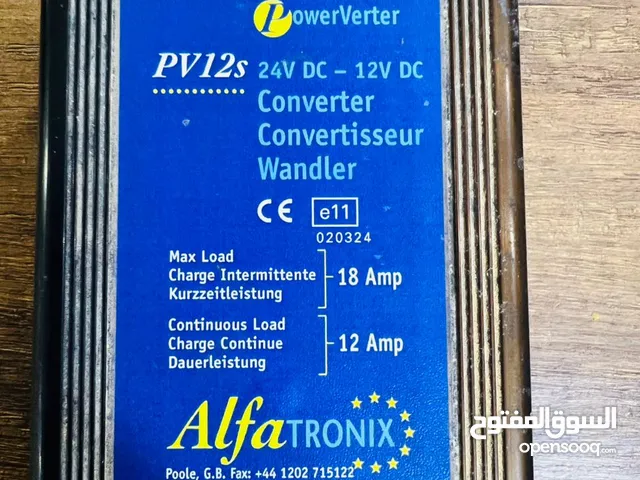 PowerVerter
PV12s 24V DC – 12V DC
Converter
Convertisseur
Wandler
CE e11
020324
Max Load
Charge Intermittente
Kurzzeitleistung
18 Amp
Continuous Load
Charge Continue
Dauerleistung
12 Amp
AlfaTRONIX
Poole, G.B. Fax: +44 1202 715122
السوق المفتوح
opensooq.com